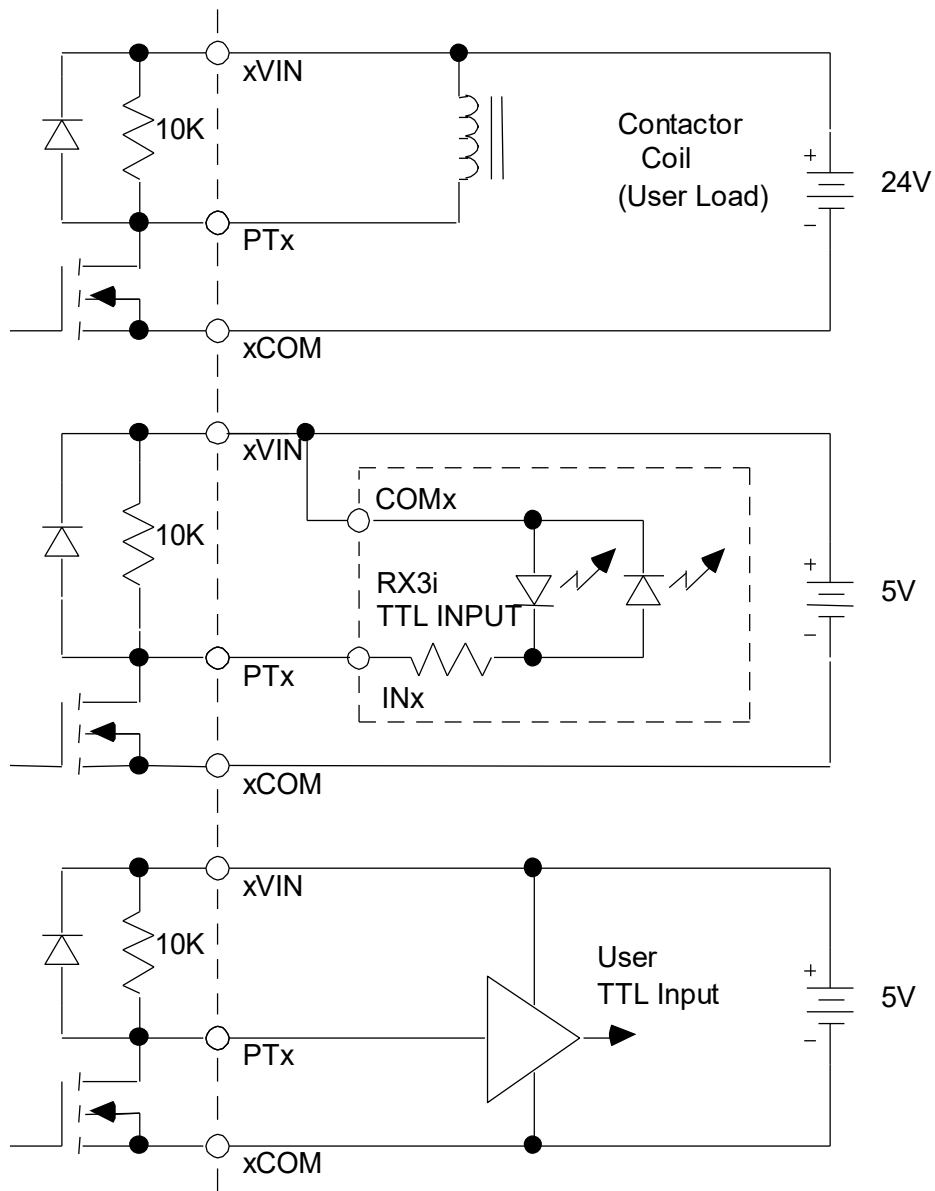 xVIN
10K
Contactor
Coil
(User Load)
+
24V
−
PTx
xCOM
xVIN
COMx
10K
RX3i
TTL INPUT
+
5V
−
PTx
INx
xCOM
xVIN
10K
User
TTL Input
+
5V
−
PTx
xCOM